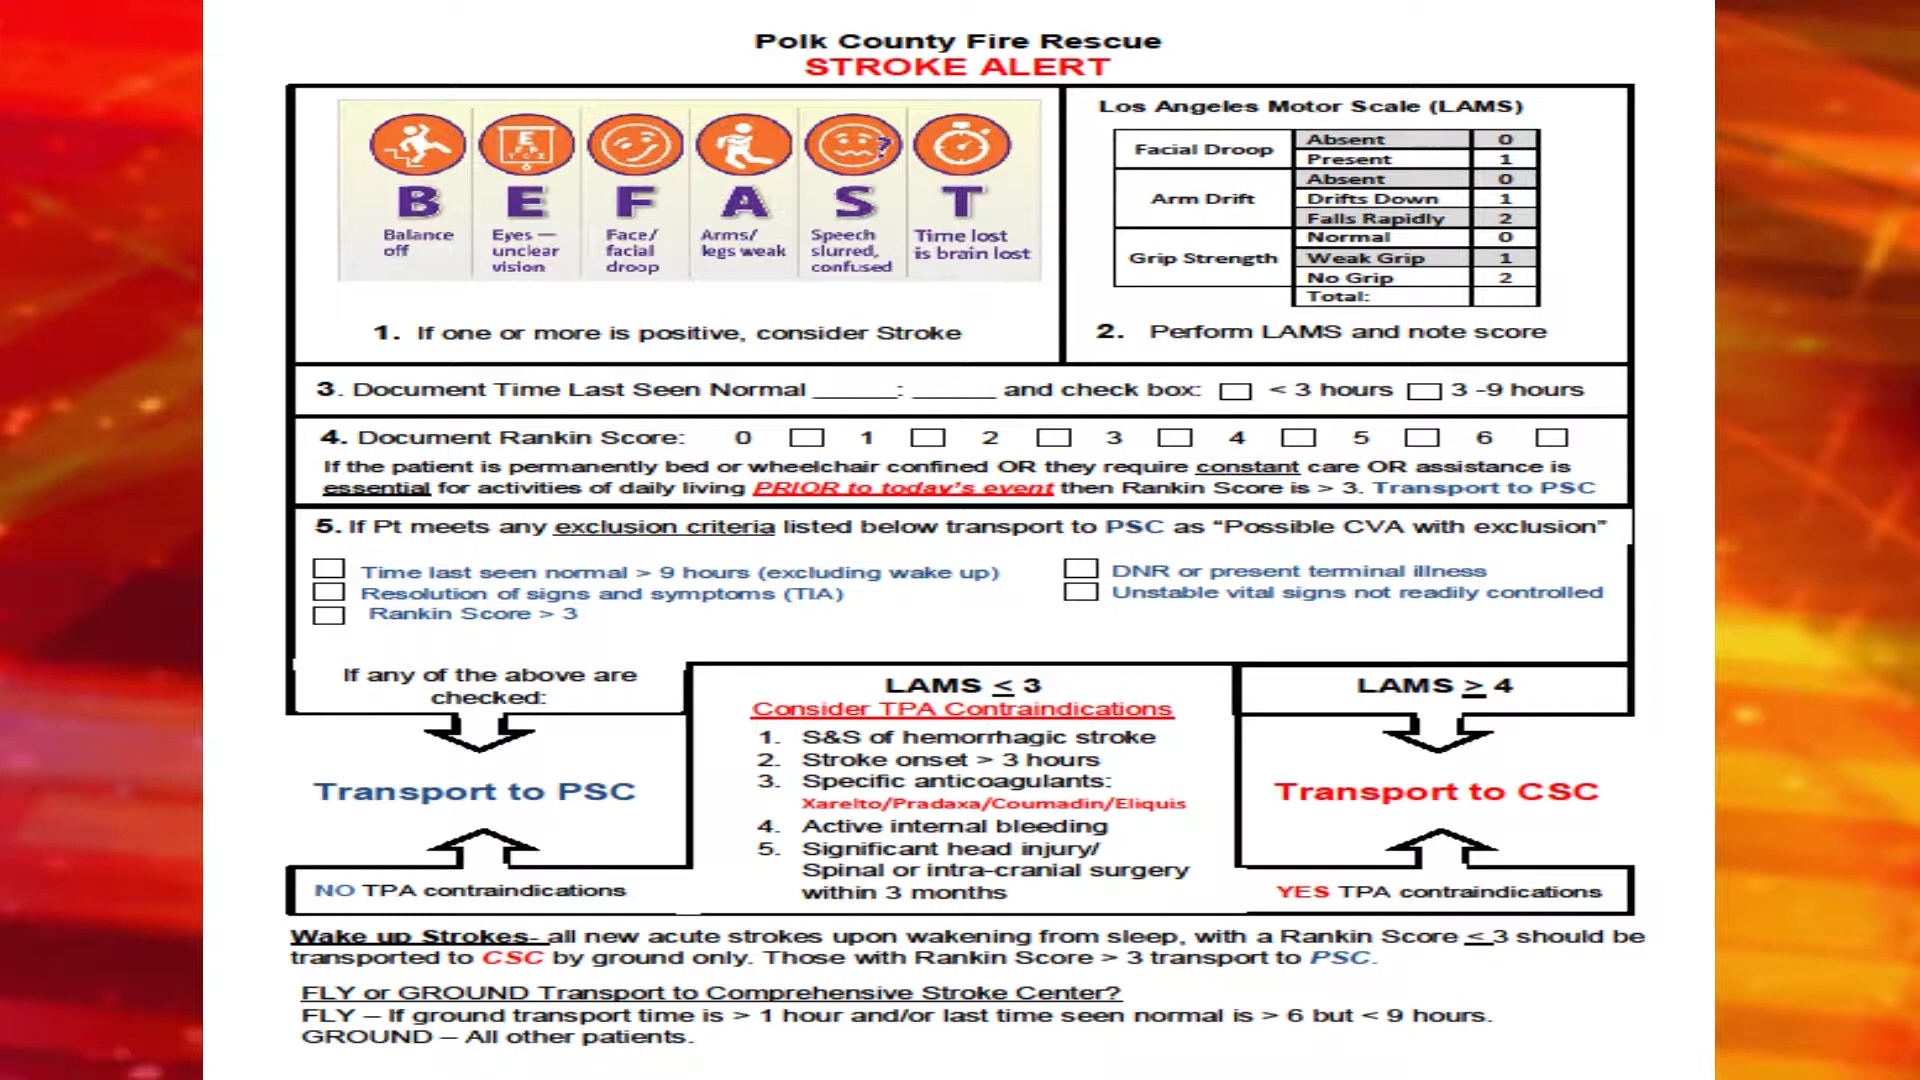 Polk County Fire Rescue
STROKE ALERT
B E F A S T
Balance off
Eyes — unclear vision
Face/ facial droop
Arms/ legs weak
Speech slurred, confused
Time lost is brain lost
1. If one or more is positive, consider Stroke
Los Angeles Motor Scale (LAMS)
Facial Droop Absent 0
Present 1
Arm Drift Absent 0
Drifts Down 1
Falls Rapidly 2
Grip Strength Normal 0
Weak Grip 1
No Grip 2
Total:
2. Perform LAMS and note score
3. Document Time Last Seen Normal ______: ______ and check box: < 3 hours 3 -9 hours
4. Document Rankin Score: 0 1 2 3 4 5 6
If the patient is permanently bed or wheelchair confined OR they require constant care OR assistance is
essential for activities of daily living PRIOR to today's event then Rankin Score is > 3. Transport to PSC
5. If Pt meets any exclusion criteria listed below transport to PSC as “Possible CVA with exclusion”
Time last seen normal > 9 hours (excluding wake up)
Resolution of signs and symptoms (TIA)
Rankin Score > 3
DNR or present terminal illness
Unstable vital signs not readily controlled
If any of the above are
checked:
Transport to PSC
NO TPA contraindications
LAMS ≤ 3
Consider TPA Contraindications
1. S&S of hemorrhagic stroke
2. Stroke onset > 3 hours
3. Specific anticoagulants:
Xarelto/Pradaxa/Coumadin/Eliquis
4. Active internal bleeding
5. Significant head injury/
Spinal or intra-cranial surgery
within 3 months
LAMS ≥ 4
Transport to CSC
YES TPA contraindications
Wake up Strokes- all new acute strokes upon wakening from sleep, with a Rankin Score ≤ 3 should be
transported to CSC by ground only. Those with Rankin Score > 3 transport to PSC.
FLY or GROUND Transport to Comprehensive Stroke Center?
FLY – If ground transport time is > 1 hour and/or last time seen normal is > 6 but < 9 hours.
GROUND – All other patients.